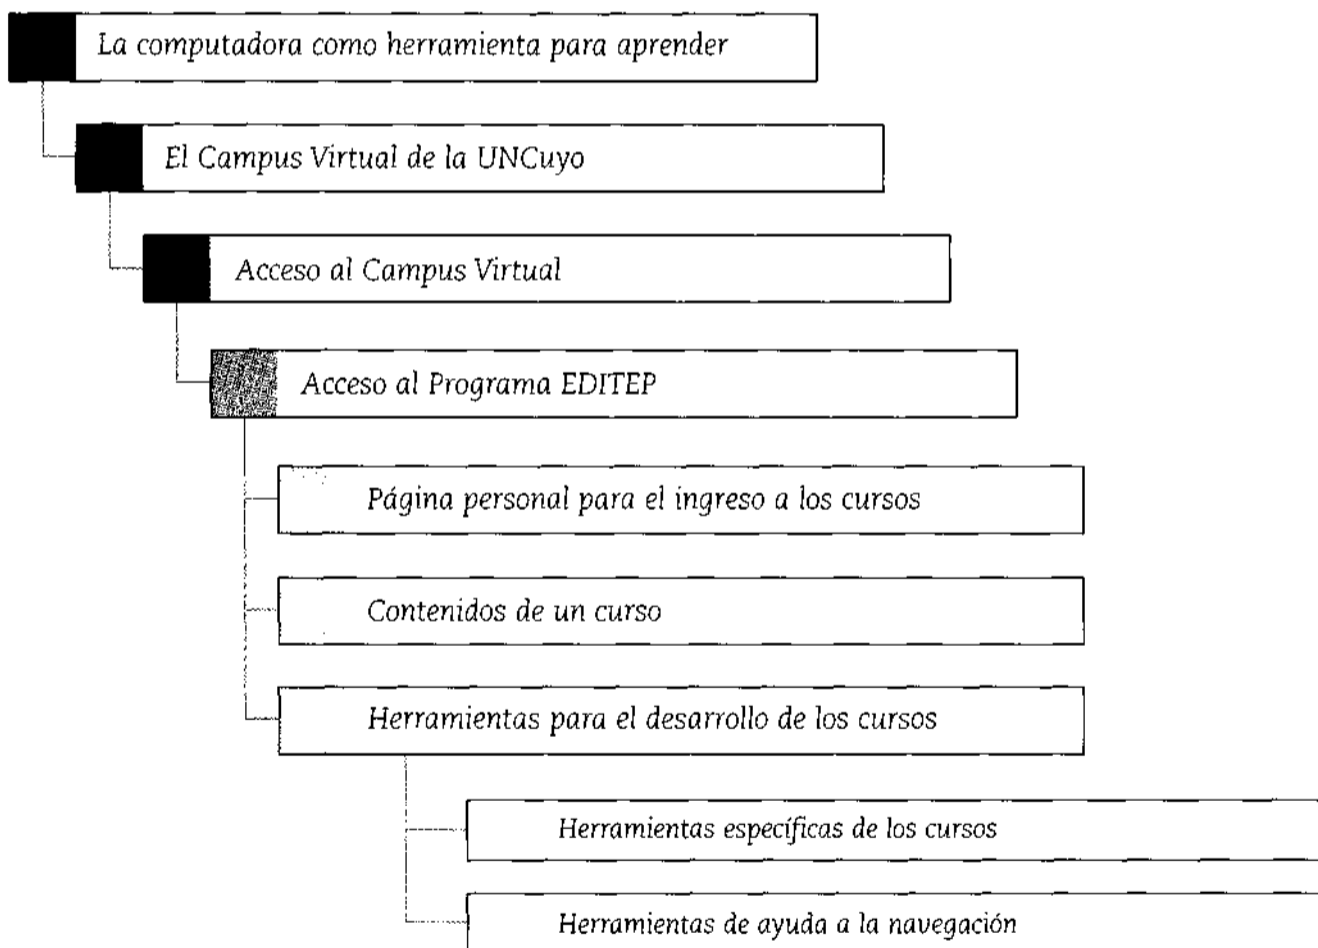 La computadora como herramienta para aprender
El Campus Virtual de la UNCuyo
Acceso al Campus Virtual
Acceso al Programa EDITEP
Página personal para el ingreso a los cursos
Contenidos de un curso
Herramientas para el desarrollo de los cursos
Herramientas específicas de los cursos
Herramientas de ayuda a la navegación